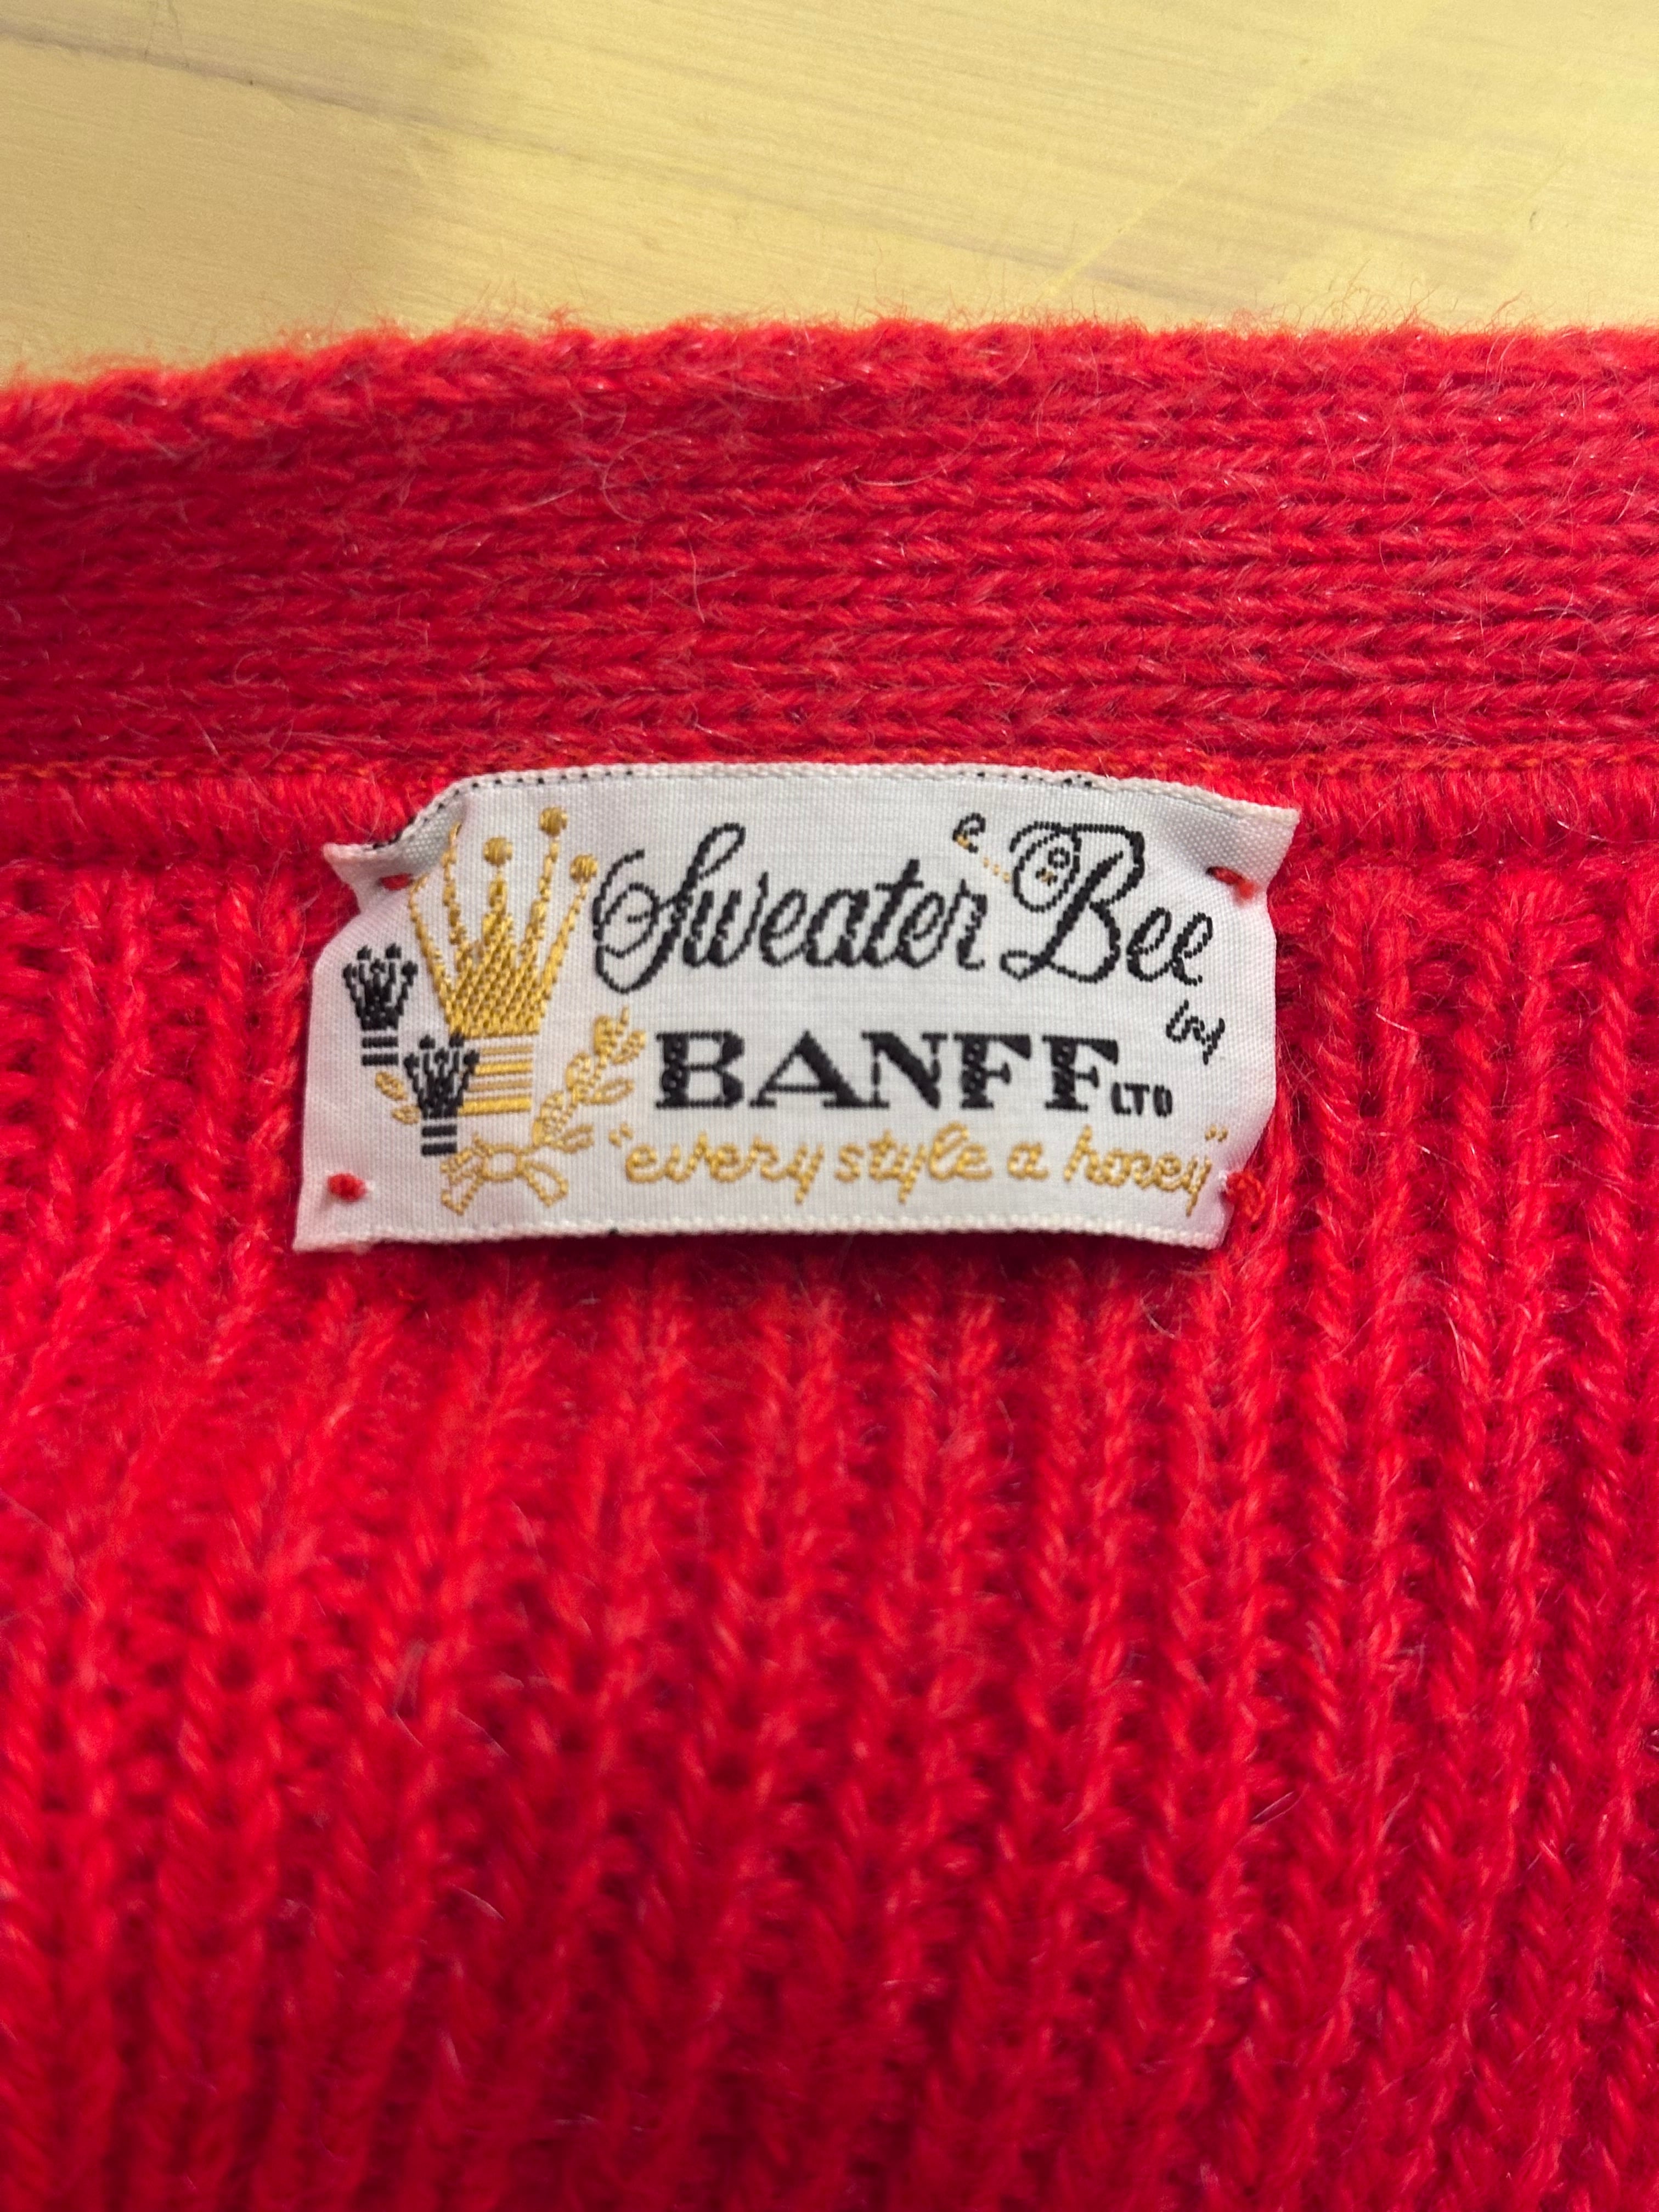 Sweater Bee
by
BANFF LTD
"every style a honey"